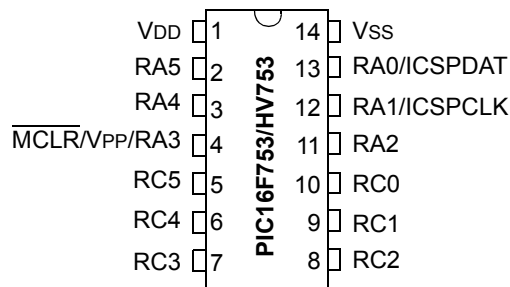 VDD 1 14 VSS
RA5 2 13 RA0/ICSPDAT
RA4 3 12 RA1/ICSPCLK
MCLR/VPP/RA3 4 11 RA2
RC5 5 10 RC0
RC4 6 9 RC1
RC3 7 8 RC2
PIC16F753/HV753